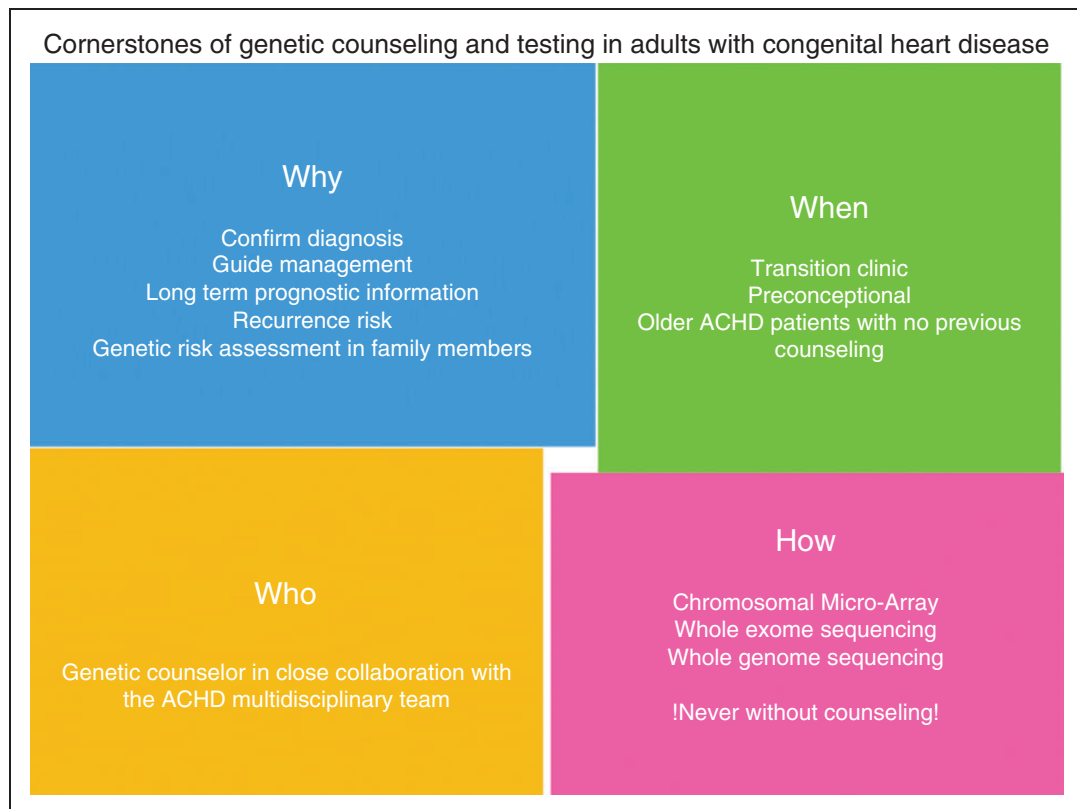 Cornerstones of genetic counseling and testing in adults with congenital heart disease
Why
Confirm diagnosis
Guide management
Long term prognostic information
Recurrence risk
Genetic risk assessment in family members
When
Transition clinic
Preconceptional
Older ACHD patients with no previous
counseling
Who
Genetic counselor in close collaboration with
the ACHD multidisciplinary team
How
Chromosomal Micro-Array
Whole exome sequencing
Whole genome sequencing
!Never without counseling!